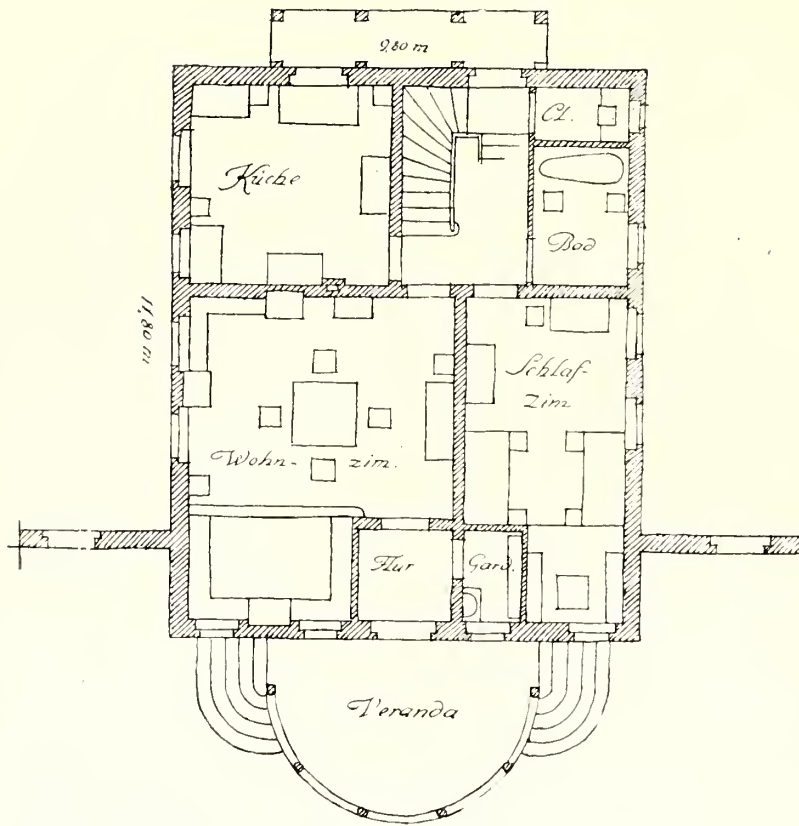 9,80 m
Cl.
Küche
Bad
11,80 m
Schlaf-
zim
Wohn- zim.
Flur
Gard.
Veranda